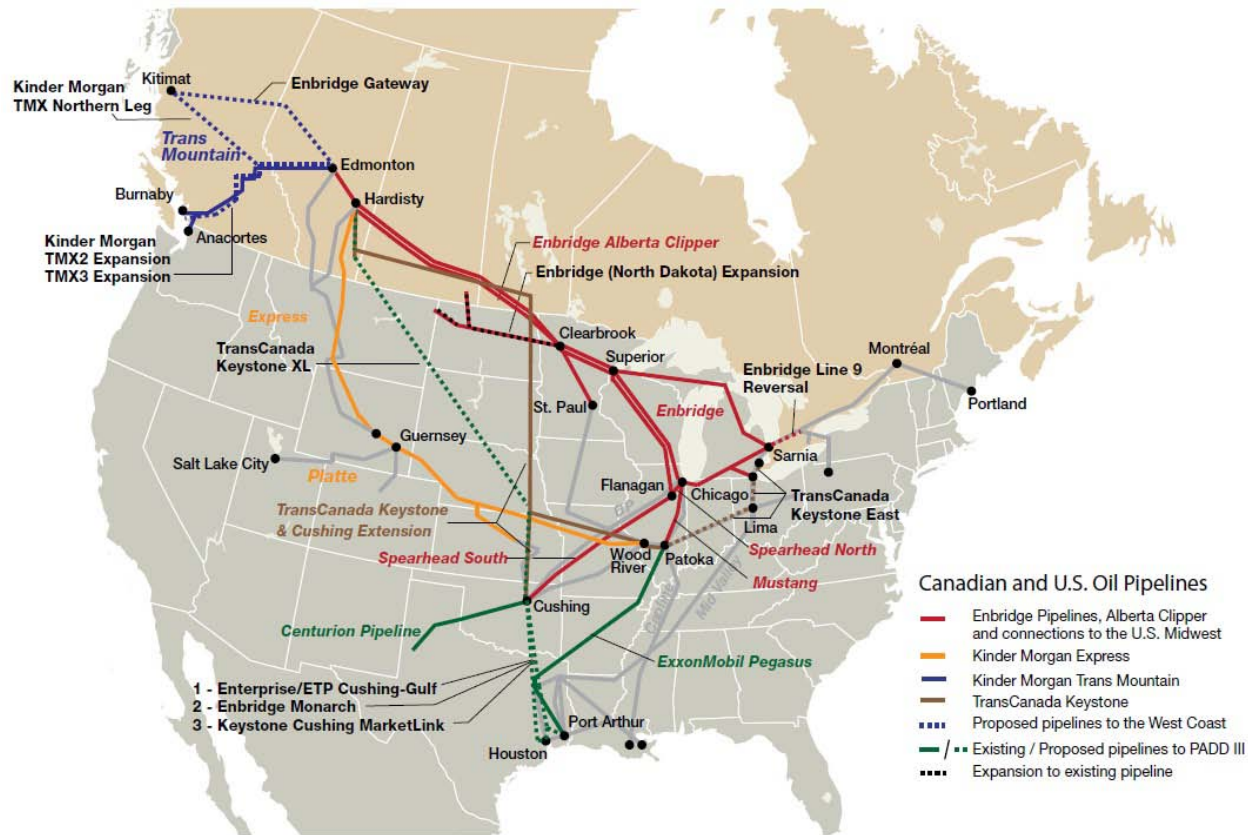 Kitimat
Kinder Morgan
TMX Northern Leg
Enbridge Gateway
Trans
Mountain
Edmonton
Burnaby
Hardisty
Anacortes
Kinder Morgan
TMX2 Expansion
TMX3 Expansion
Enbridge Alberta Clipper
Enbridge (North Dakota) Expansion
Express
TransCanada
Keystone XL
Clearbrook
Superior
Montréal
Enbridge Line 9
Reversal
Portland
St. Paul
Enbridge
Guernsey
Salt Lake City
Sarnia
Platte
Flanagan
Chicago
TransCanada
Keystone East
BP
TransCanada Keystone
& Cushing Extension
Lima
Spearhead South
Wood
River
Patoka
Spearhead North
Mustang
Cushing
Capline
Mid Valley
Centurion Pipeline
ExxonMobil Pegasus
1 - Enterprise/ETP Cushing-Gulf
2 - Enbridge Monarch
3 - Keystone Cushing MarketLink
Port Arthur
Houston
Canadian and U.S. Oil Pipelines
Enbridge Pipelines, Alberta Clipper
and connections to the U.S. Midwest
Kinder Morgan Express
Kinder Morgan Trans Mountain
TransCanada Keystone
Proposed pipelines to the West Coast
/ Existing / Proposed pipelines to PADD III
Expansion to existing pipeline